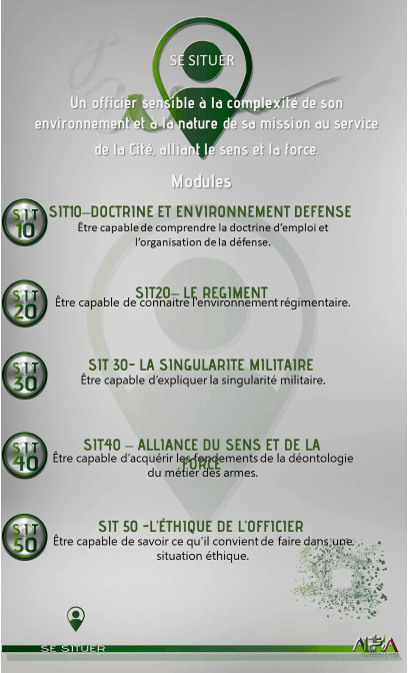 SE SITUER
Un officier sensible à la complexité de son
environnement et à la nature de sa mission au service
de la Cité, alliant le sens et la force.
Modules
SIT
10
SIT10–DOCTRINE ET ENVIRONNEMENT DEFENSE
Être capable de comprendre la doctrine d'emploi et
l'organisation de la défense.
SIT
20
SIT20– LE REGIMENT
Être capable de connaitre l'environnement régimentaire.
SIT
30
SIT 30- LA SINGULARITE MILITAIRE
Être capable d'expliquer la singularité militaire.
SIT
40
SIT40 – ALLIANCE DU SENS ET DE LA
FORCE
Être capable d'acquérir les fondements de la déontologie
du métier des armes.
SIT
50
SIT 50 -L'ÉTHIQUE DE L'OFFICIER
Être capable de savoir ce qu'il convient de faire dans une
situation éthique.
SE SITUER